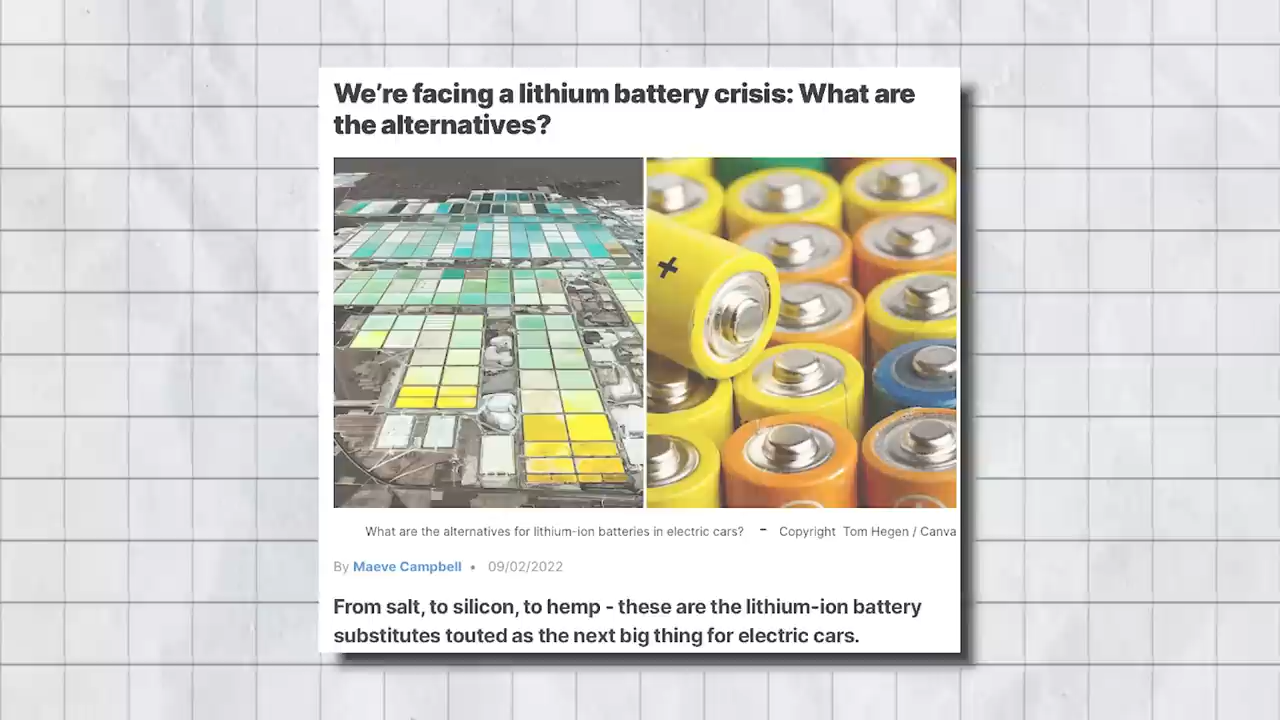 We’re facing a lithium battery crisis: What are
the alternatives?
+
What are the alternatives for lithium-ion batteries in electric cars? - Copyright Tom Hegen / Canva
By Maeve Campbell • 09/02/2022
From salt, to silicon, to hemp - these are the lithium-ion battery
substitutes touted as the next big thing for electric cars.